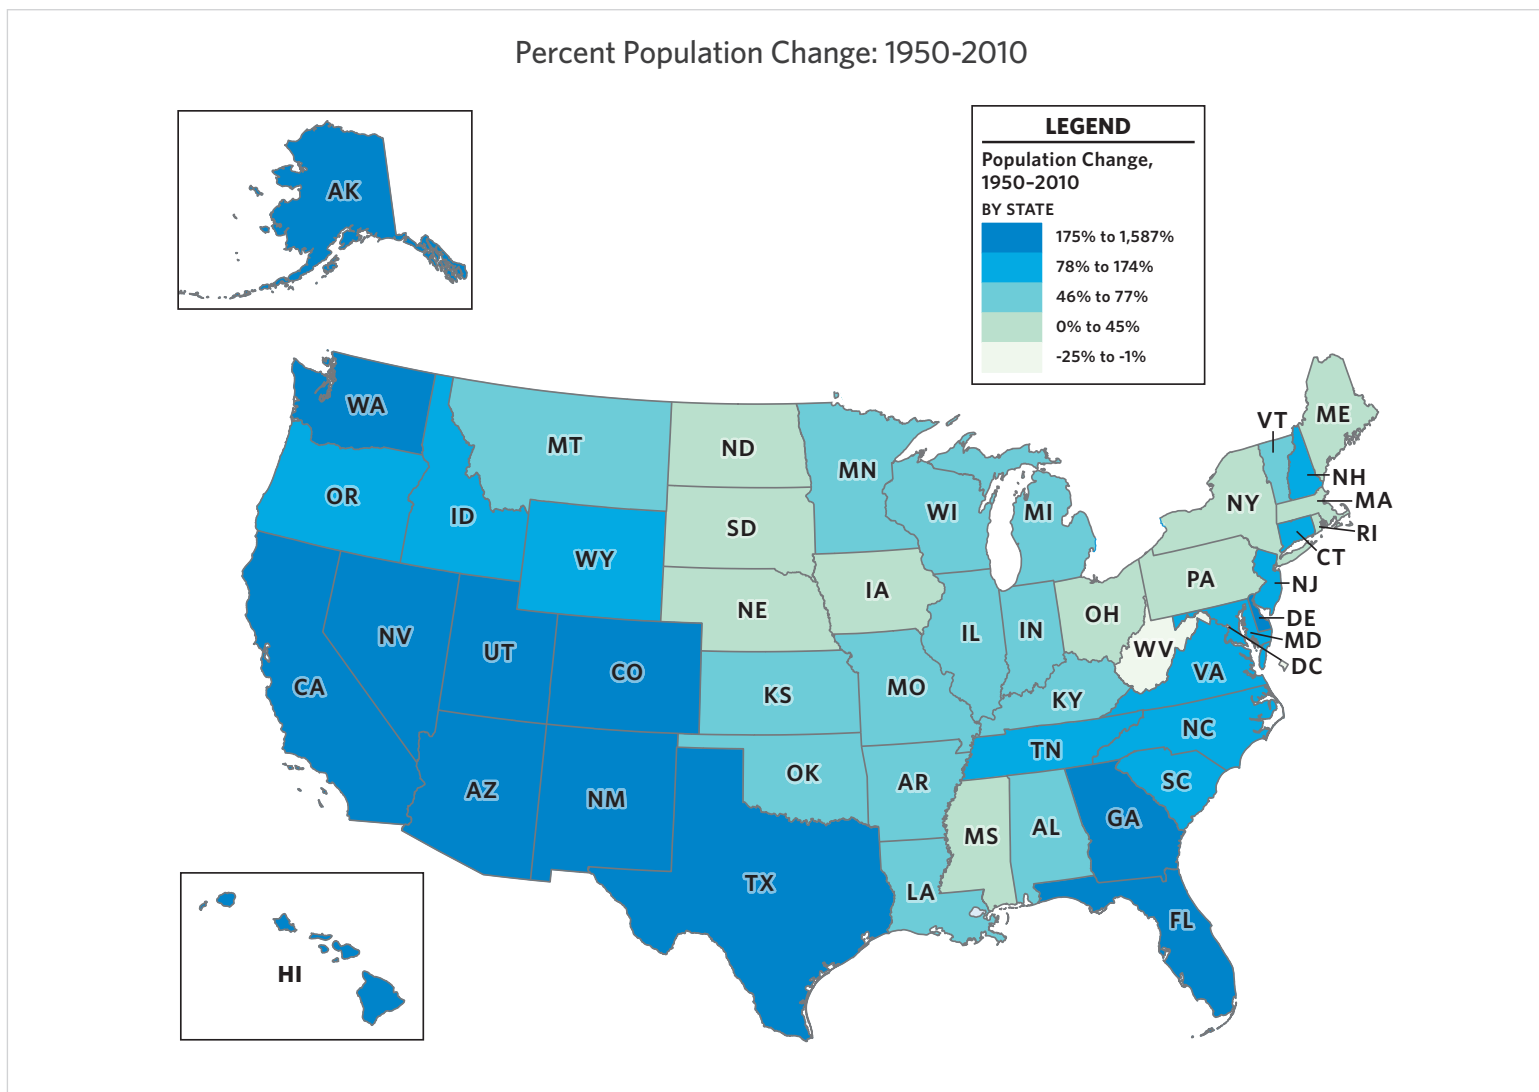 Percent Population Change: 1950-2010
AK
LEGEND
Population Change,
1950–2010
BY STATE
175% to 1,587%
78% to 174%
46% to 77%
0% to 45%
-25% to -1%
WA
MT
ND
MN
VT
ME
OR
ID
WY
SD
WI
MI
NY
NH
MA
RI
CT
NV
UT
CO
NE
IA
IL
IN
OH
PA
NJ
DE
MD
DC
WV
VA
CA
KS
MO
KY
NC
TN
AZ
NM
OK
AR
SC
MS
AL
GA
TX
LA
FL
HI